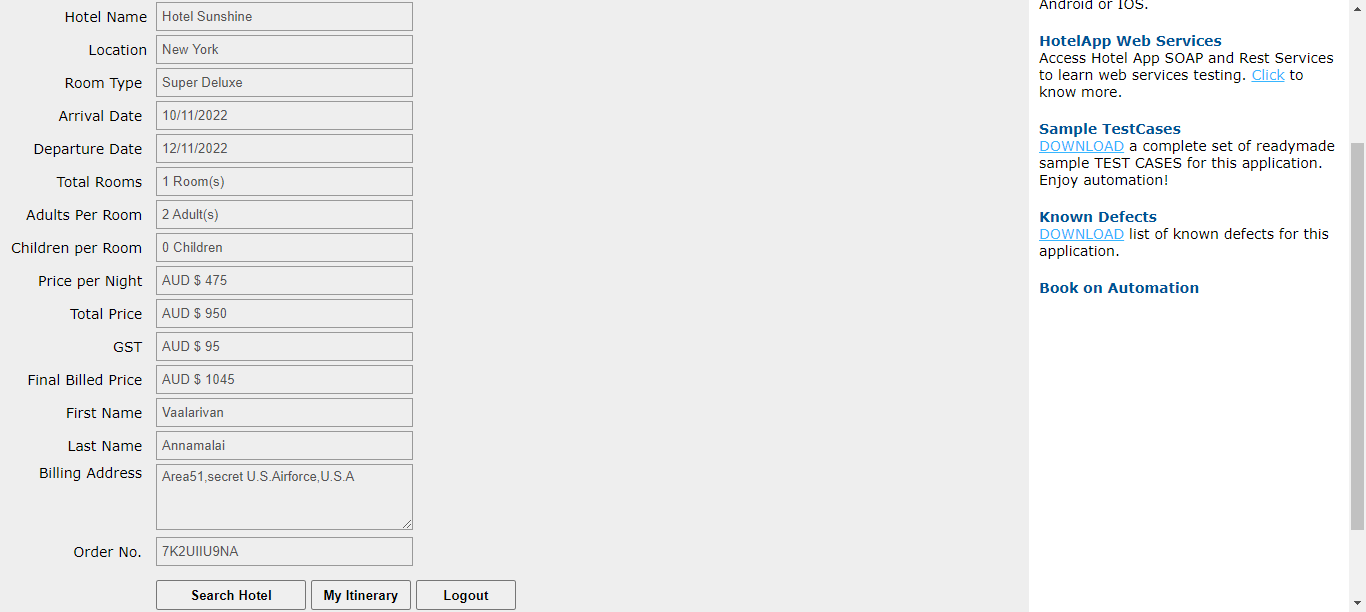 Hotel Name Hotel Sunshine
Location New York
Room Type Super Deluxe
Arrival Date 10/11/2022
Departure Date 12/11/2022
Total Rooms 1 Room(s)
Adults Per Room 2 Adult(s)
Children per Room 0 Children
Price per Night AUD $ 475
Total Price AUD $ 950
GST AUD $ 95
Final Billed Price AUD $ 1045
First Name Vaalarivan
Last Name Annamalai
Billing Address Area51,secret U.S.Airforce,U.S.A
Order No. 7K2UIIU9NA
Search Hotel My Itinerary Logout
Android or IOS.
HotelApp Web Services
Access Hotel App SOAP and Rest Services
to learn web services testing. Click to
know more.
Sample TestCases
DOWNLOAD a complete set of readymade
sample TEST CASES for this application.
Enjoy automation!
Known Defects
DOWNLOAD list of known defects for this
application.
Book on Automation